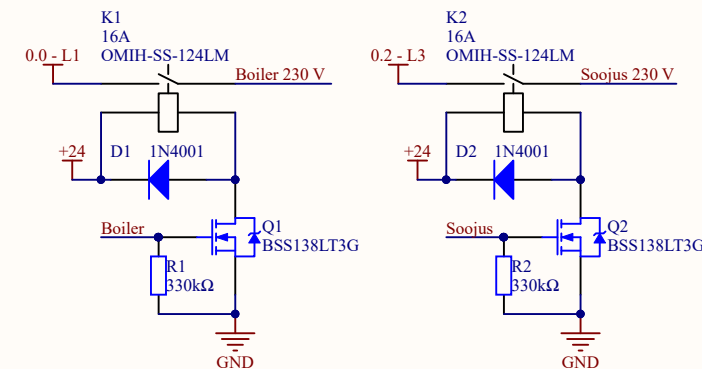 K1
16A
OMIH-SS-124LM
0.0 - L1
Boiler 230 V
+24
D1
1N4001
Boiler
Q1
BSS138LT3G
R1
330kΩ
GND
K2
16A
OMIH-SS-124LM
0.2 - L3
Soojus 230 V
+24
D2
1N4001
Soojus
Q2
BSS138LT3G
R2
330kΩ
GND